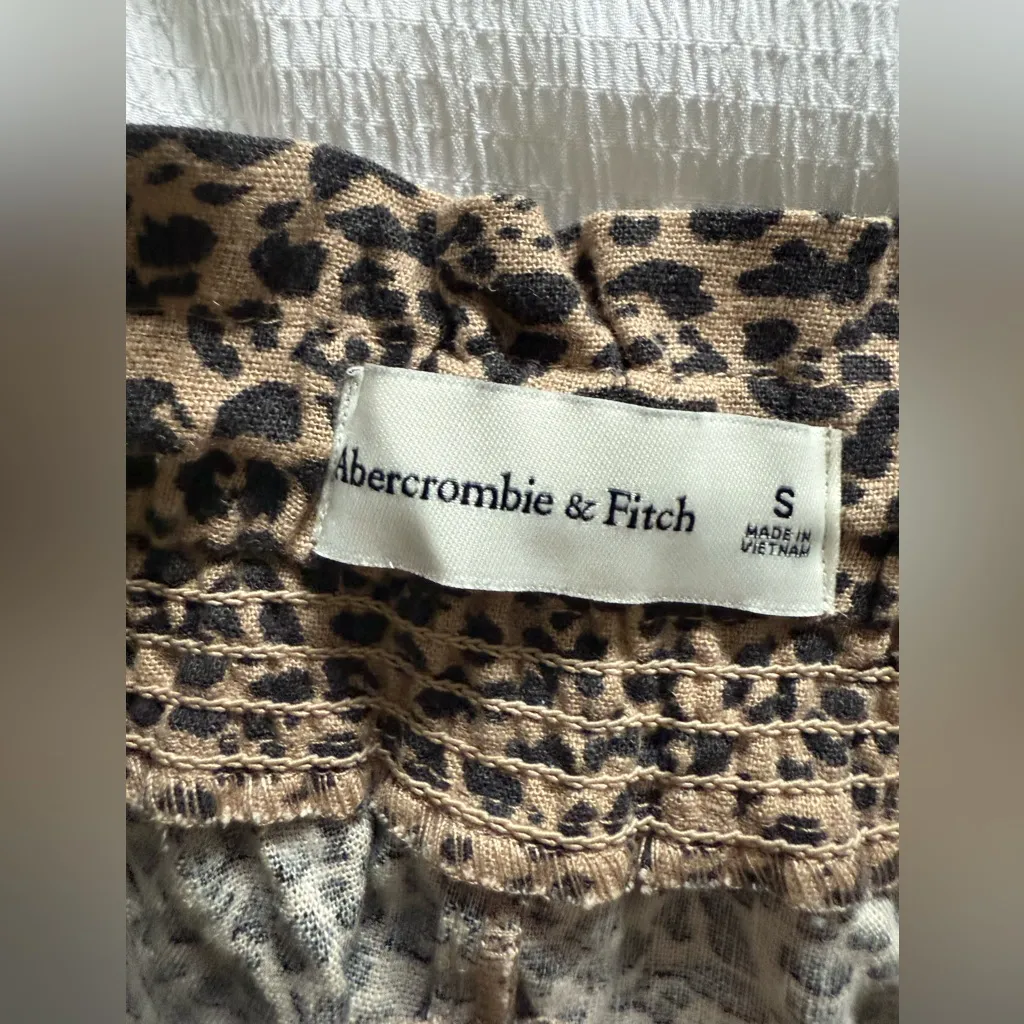 Abercrombie & Fitch
S
MADE IN
VIETNAM